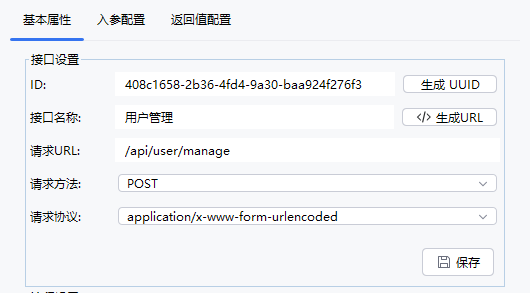 基本属性 入参配置 返回值配置
接口设置
ID: 408c1658-2b36-4fd4-9a30-baa924f276f3 生成 UUID
接口名称: 用户管理 </> 生成URL
请求URL: /api/user/manage
请求方法: POST
请求协议: application/x-www-form-urlencoded
保存